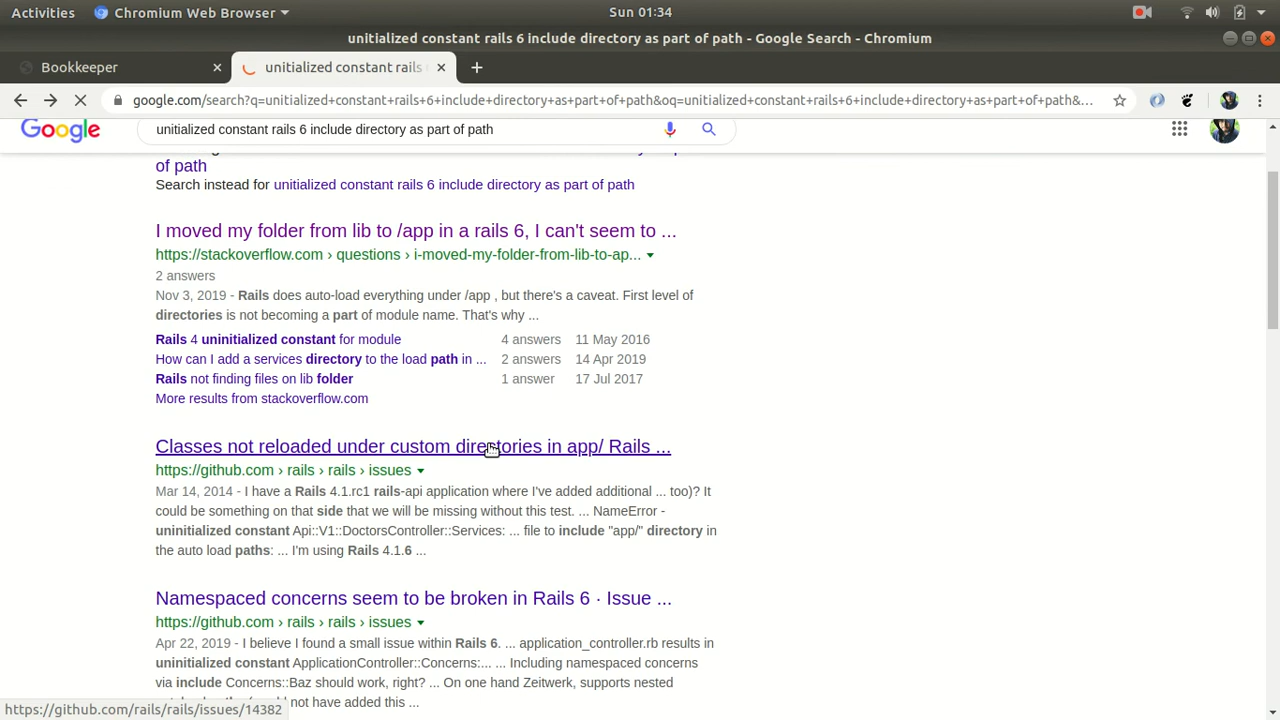 Activities Chromium Web Browser Sun 01:34
unitialized constant rails 6 include directory as part of path - Google Search - Chromium
Bookkeeper unitialized constant rails
google.com/search?q=unitialized+constant+rails+6+include+directory+as+part+of+path&oq=unitialized+constant+rails+6+include+directory+as+part+of+path&...
Google unitialized constant rails 6 include directory as part of path
of path
Search instead for unitialized constant rails 6 include directory as part of path
I moved my folder from lib to /app in a rails 6, I can't seem to ...
https://stackoverflow.com › questions › i-moved-my-folder-from-lib-to-ap...
2 answers
Nov 3, 2019 - Rails does auto-load everything under /app , but there's a caveat. First level of
directories is not becoming a part of module name. That's why ...
Rails 4 uninitialized constant for module 4 answers 11 May 2016
How can I add a services directory to the load path in ... 2 answers 14 Apr 2019
Rails not finding files on lib folder 1 answer 17 Jul 2017
More results from stackoverflow.com
Classes not reloaded under custom directories in app/ Rails ...
https://github.com › rails › rails › issues
Mar 14, 2014 - I have a Rails 4.1.rc1 rails-api application where I've added additional ... too)? It
could be something on that side that we will be missing without this test. ... NameError -
uninitialized constant Api::V1::DoctorsController::Services: ... file to include "app/" directory in
the auto load paths: ... I'm using Rails 4.1.6 ...
Namespaced concerns seem to be broken in Rails 6 · Issue ...
https://github.com › rails › rails › issues
Apr 22, 2019 - I believe I found a small issue within Rails 6. ... application_controller.rb results in
uninitialized constant ApplicationController::Concerns:... ... Including namespaced concerns
via include Concerns::Baz should work, right? ... On one hand Zeitwerk, supports nested
not have added this ...
https://github.com/rails/rails/issues/14382